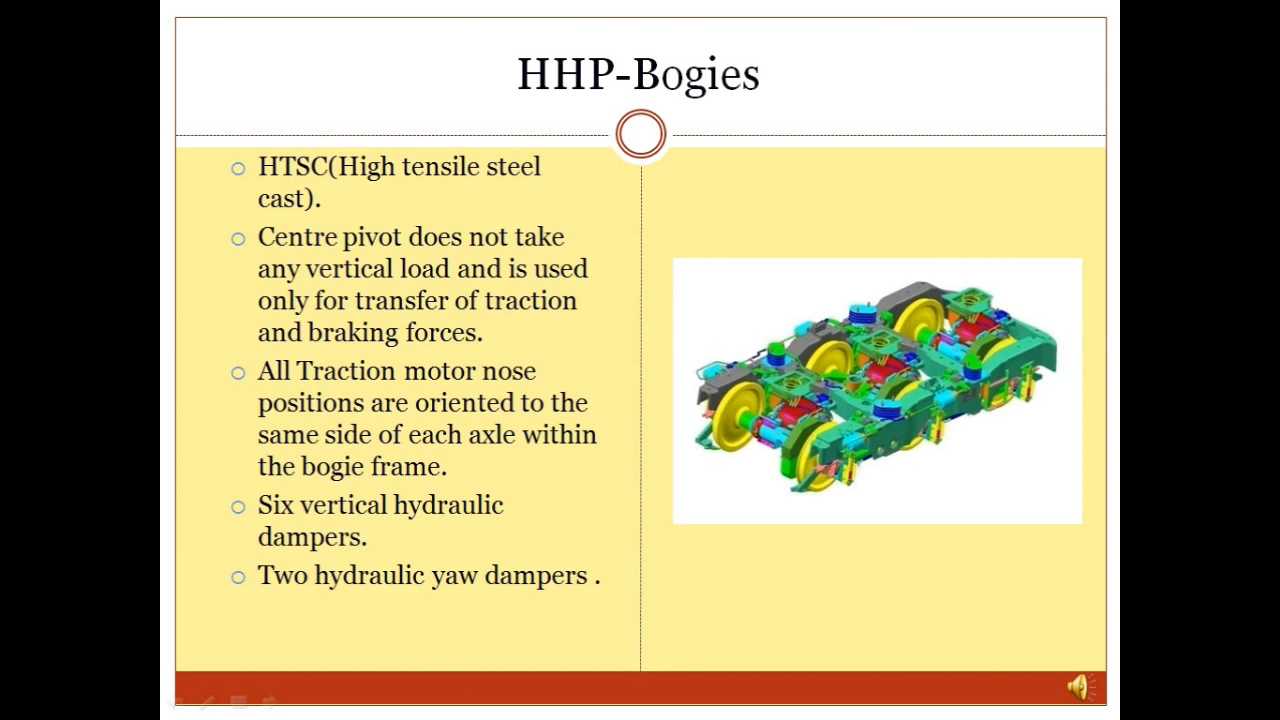 HHP-Bogies
HTSC(High tensile steel
cast).
Centre pivot does not take
any vertical load and is used
only for transfer of traction
and braking forces.
All Traction motor nose
positions are oriented to the
same side of each axle within
the bogie frame.
Six vertical hydraulic
dampers.
Two hydraulic yaw dampers .